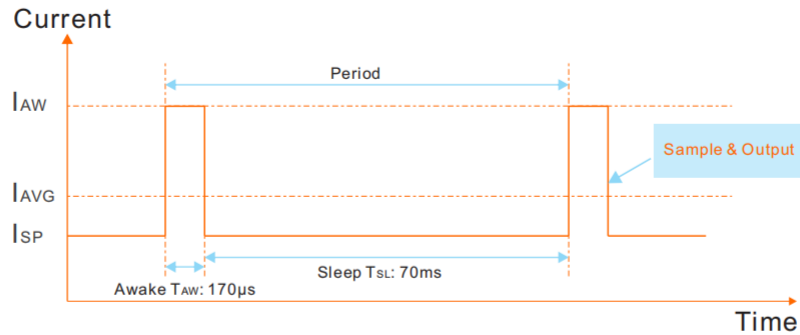 Current
Period
IAW
Sample & Output
IAVG
ISP
Sleep TSL: 70ms
Awake TAW: 170μs
Time